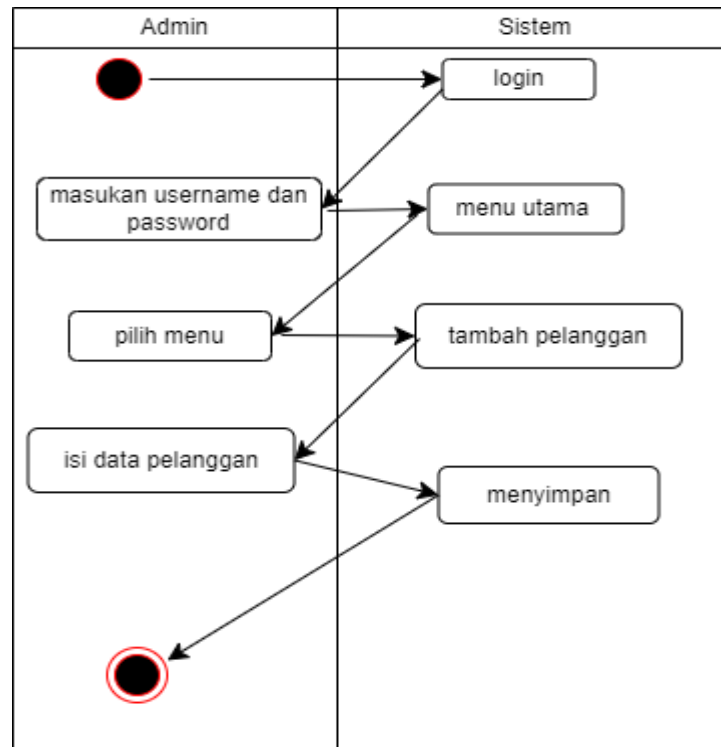 Admin
Sistem
login
masukan username dan
password
menu utama
pilih menu
tambah pelanggan
isi data pelanggan
menyimpan